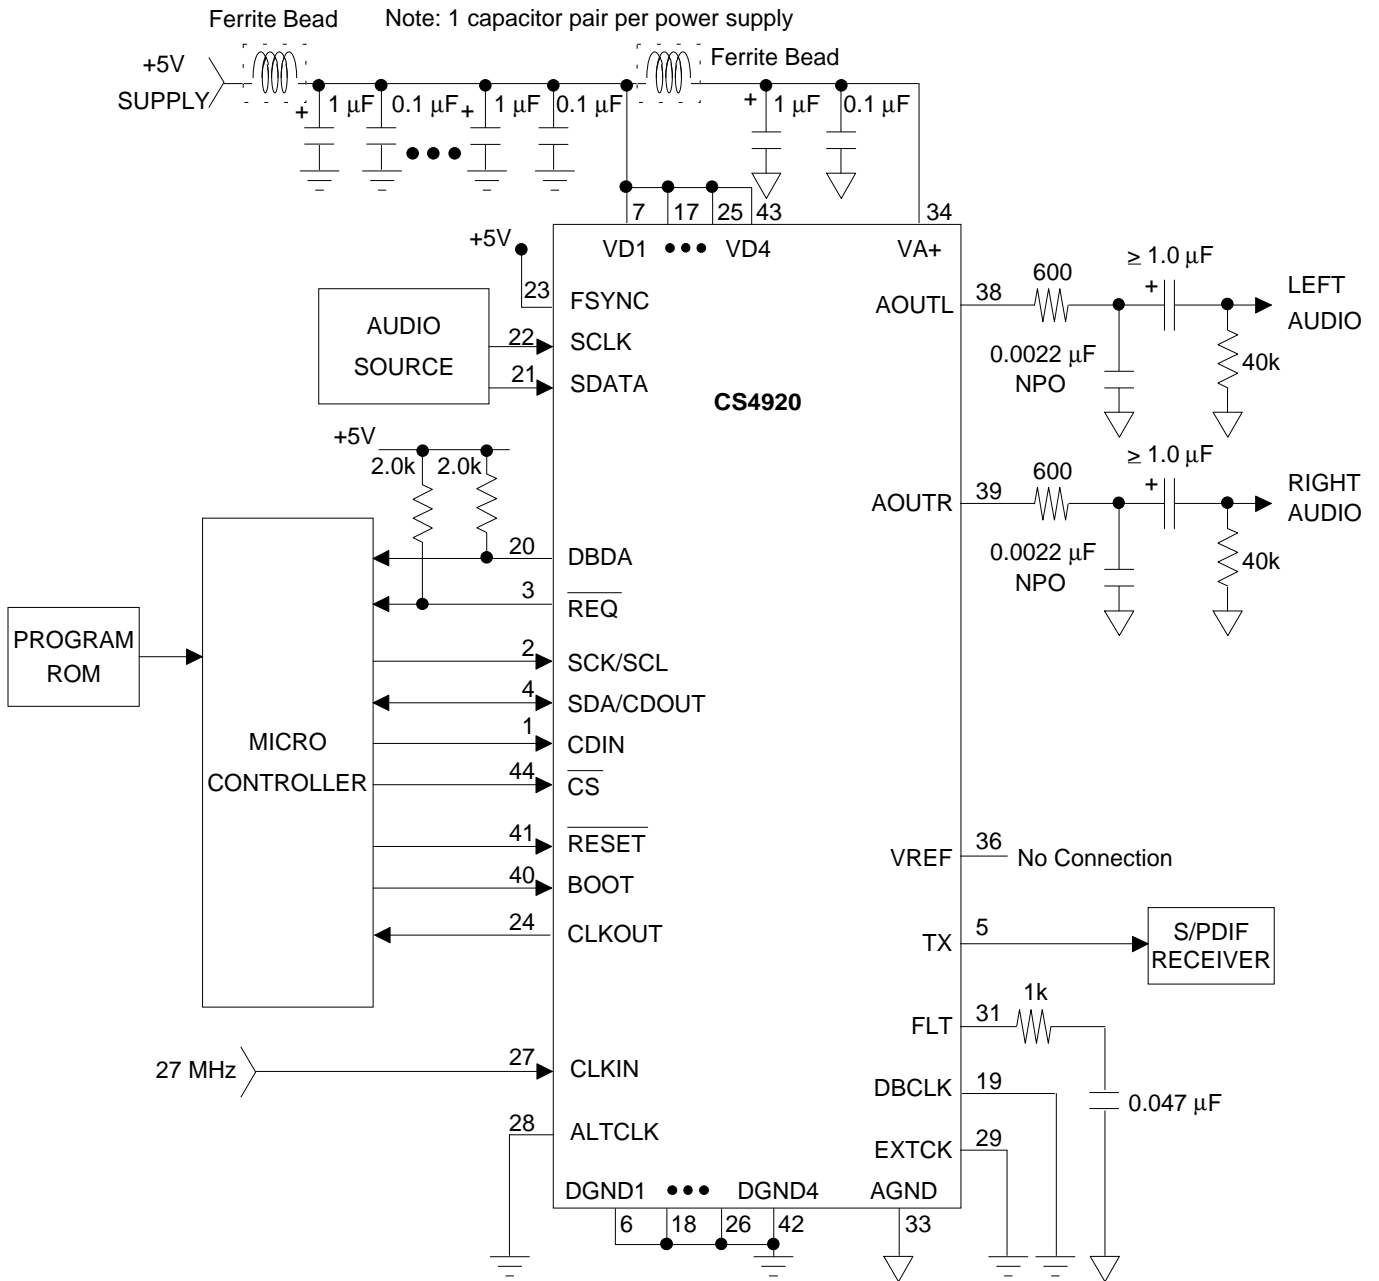 Ferrite Bead
Note: 1 capacitor pair per power supply
Ferrite Bead
+5V
SUPPLY
+ 1 µF
0.1 µF
+ 1 µF
0.1 µF
+ 1 µF
0.1 µF
7
17
25
43
34
+5V
VD1 ••• VD4
VA+
23
FSYNC
AUDIO
SOURCE
22
SCLK
21
SDATA
CS4920
AOUTL
38
600
≥ 1.0 µF
+
LEFT
AUDIO
0.0022 µF
NPO
40k
+5V
2.0k
2.0k
AOUTR
39
600
≥ 1.0 µF
+
RIGHT
AUDIO
0.0022 µF
NPO
40k
20
DBDA
3
REQ
PROGRAM
ROM
MICRO
CONTROLLER
2
SCK/SCL
4
SDA/CDOUT
1
CDIN
44
CS
41
RESET
40
BOOT
24
CLKOUT
VREF
36
No Connection
TX
5
S/PDIF
RECEIVER
FLT
31
1k
0.047 µF
27 MHz
27
CLKIN
DBCLK
19
28
ALTCLK
EXTCK
29
DGND1 ••• DGND4
AGND
6
18
26
42
33